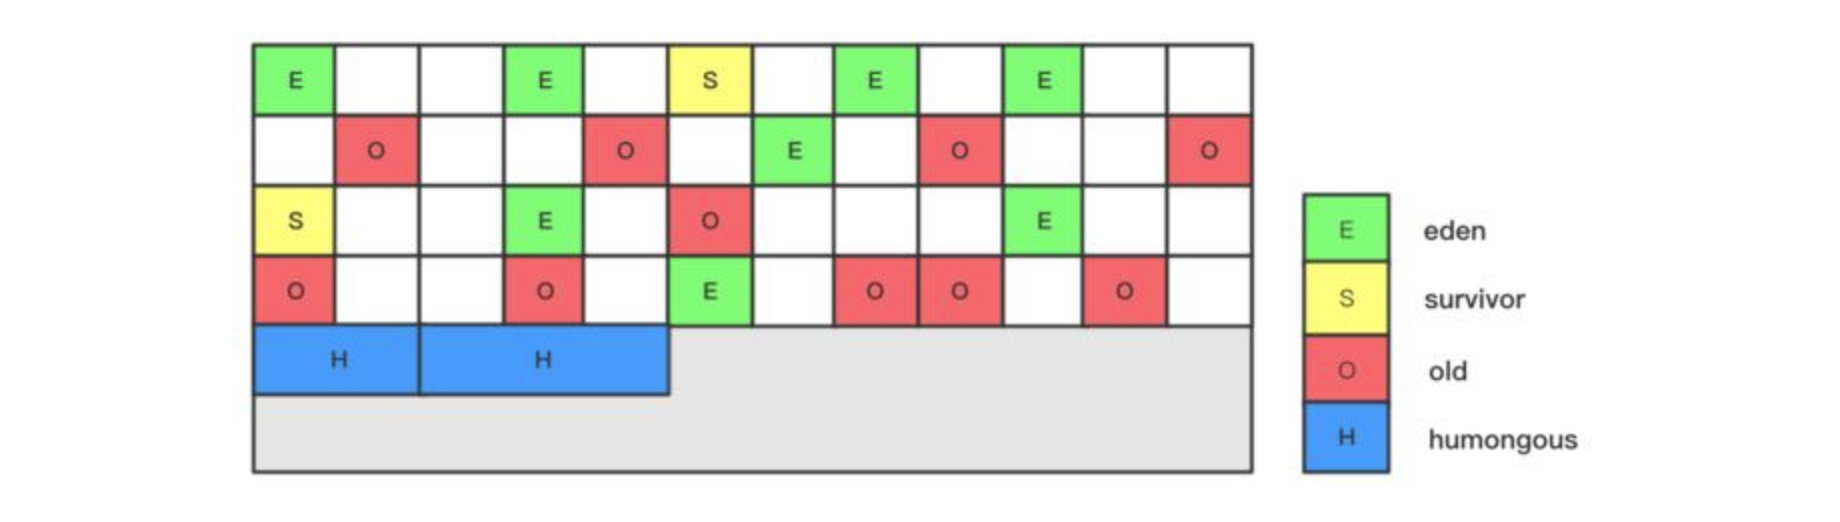 E E S E E
O O E O O
S E O E
O O E O O O
H H
E eden
S survivor
O old
H humongous